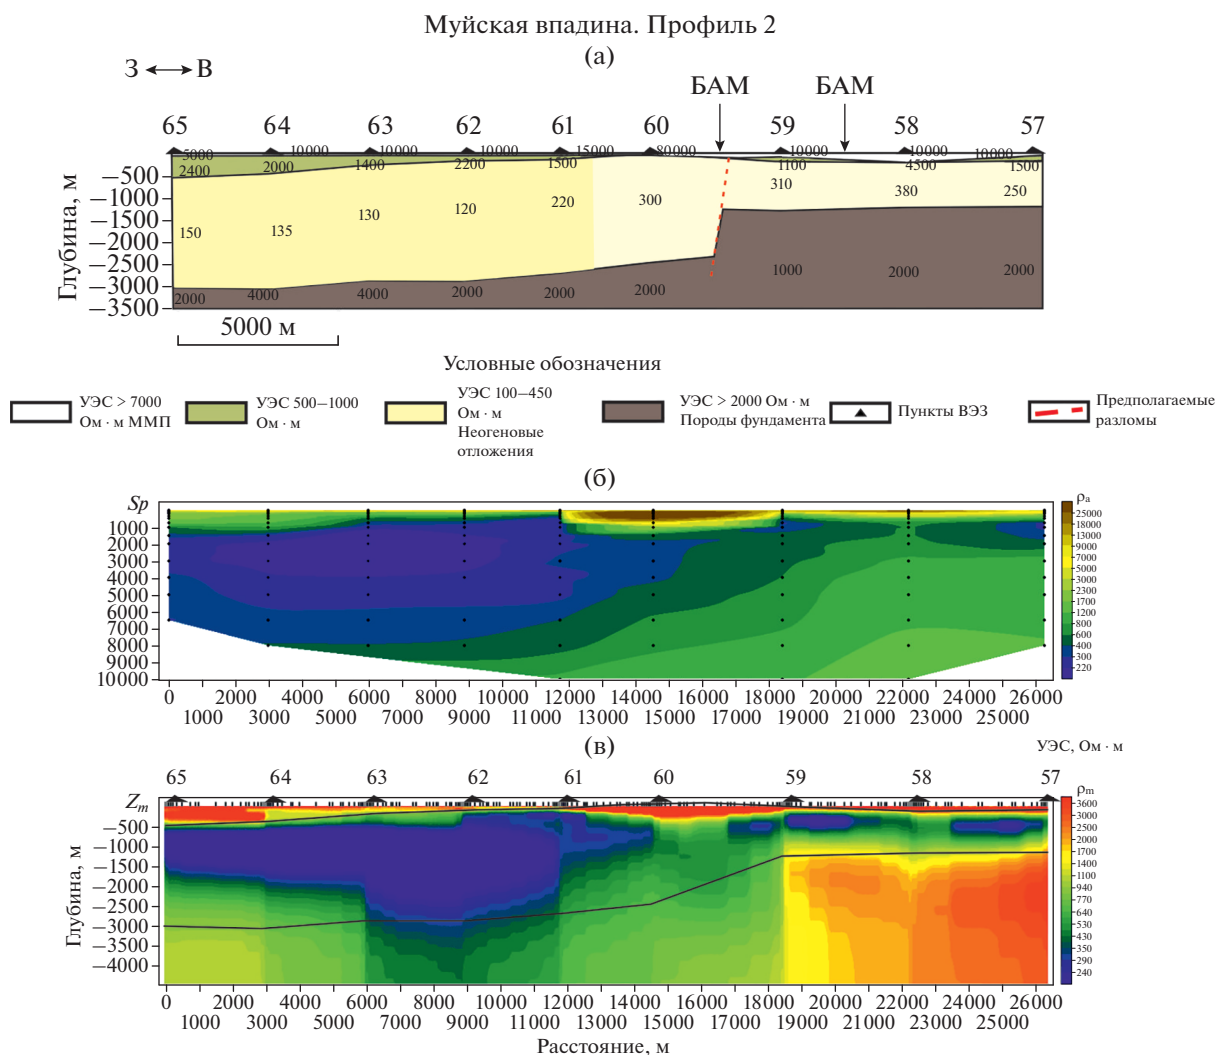 Муйская впадина. Профиль 2
(а)
З В
БАМ БАМ
65 64 63 62 61 60 59 58 57
5000 10000 10000 10000 15000 80000 10000 10000 10000
2400 2000 1400 2200 1500 1100 4500 1500
150 135 130 120 220 300 310 380 250
2000 4000 4000 2000 2000 2000 1000 2000 2000
Глубина, м
−500
−1000
−1500
−2000
−2500
−3000
−3500
5000 м
Условные обозначения
УЭС > 7000
Ом · м ММП
УЭС 500−1000
Ом · м
УЭС 100−450
Ом · м
Неогеновые
отложения
УЭС > 2000 Ом · м
Породы фундамента
Пункты ВЭЗ
Предполагаемые
разломы
(б)
Sp
1000
2000
3000
4000
5000
6000
7000
8000
9000
10000
ρa
25000
18000
13000
9000
7000
5000
3000
2300
1700
1200
800
600
400
300
220
0 2000 4000 6000 8000 10000 12000 14000 16000 18000 20000 22000 24000 26000
1000 3000 5000 7000 9000 11000 13000 15000 17000 19000 21000 23000 25000
(в)
УЭС, Ом · м
65 64 63 62 61 60 59 58 57
Zm
Глубина, м
−500
−1000
−1500
−2000
−2500
−3000
−3500
−4000
ρm
3600
3500
2900
2400
2000
1700
1400
1100
940
770
640
530
430
350
290
240
0 2000 4000 6000 8000 10000 12000 14000 16000 18000 20000 22000 24000 26000
1000 3000 5000 7000 9000 11000 13000 15000 17000 19000 21000 23000 25000
Расстояние, м